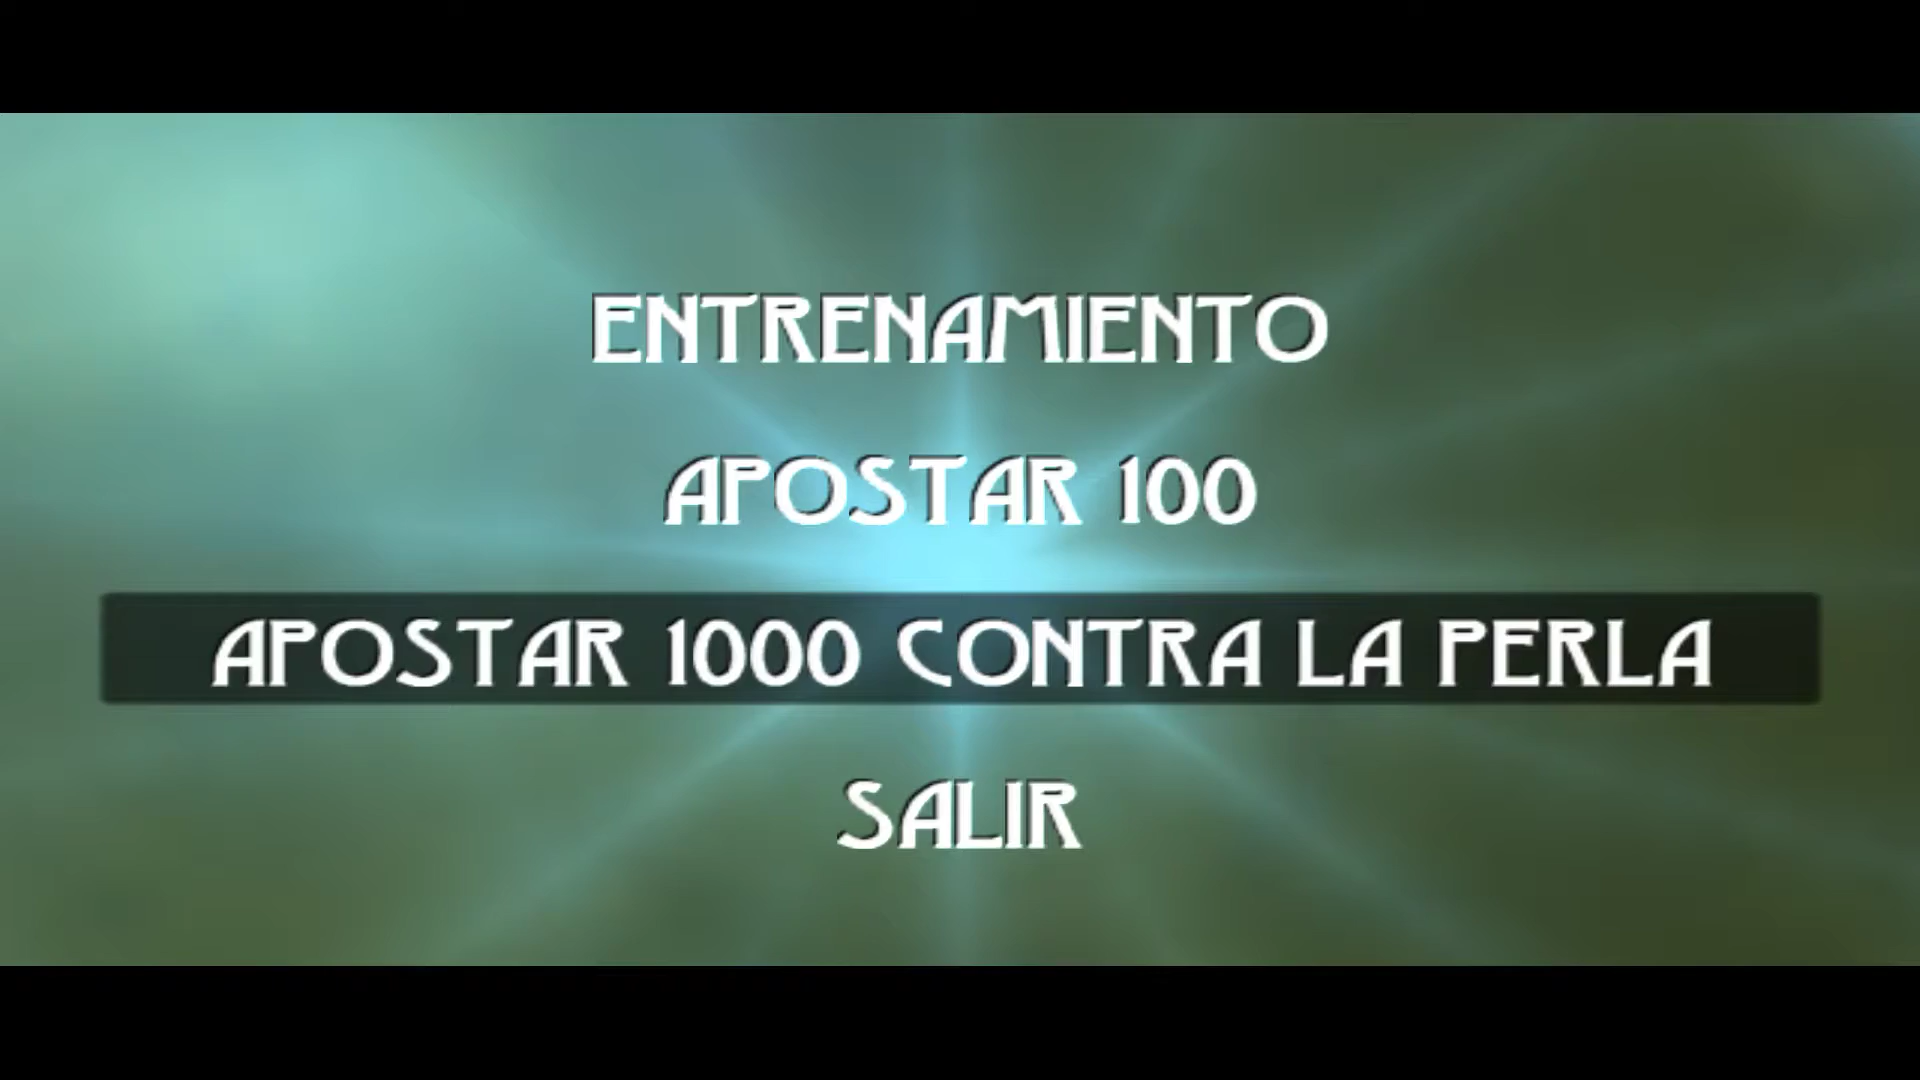 ENTRENAMIENTO
APOSTAR 100
APOSTAR 1000 CONTRA LA PERLA
SALIR